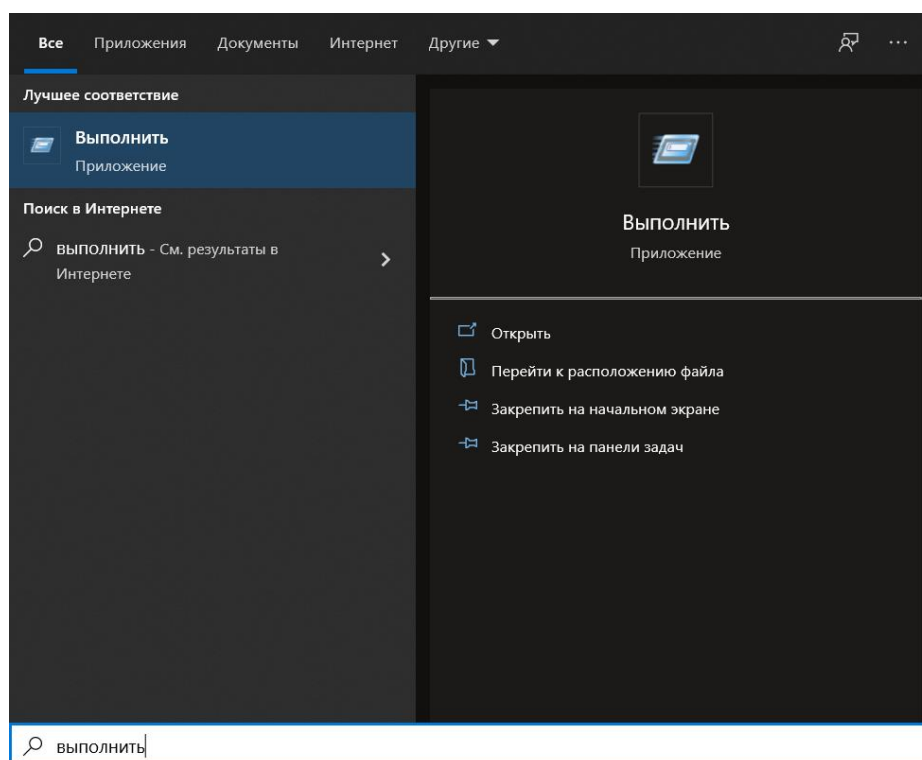 Все Приложения Документы Интернет Другие
Лучшее соответствие
Выполнить
Приложение
Поиск в Интернете
выполнить - См. результаты в
Интернете
Выполнить
Приложение
Открыть
Перейти к расположению файла
Закрепить на начальном экране
Закрепить на панели задач
выполнить